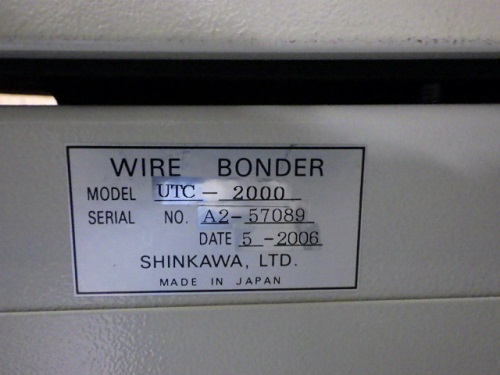 WIRE BONDER
MODEL UTC - 2000
SERIAL NO. A2-57089
DATE 5 -2006
SHINKAWA, LTD.
MADE IN JAPAN